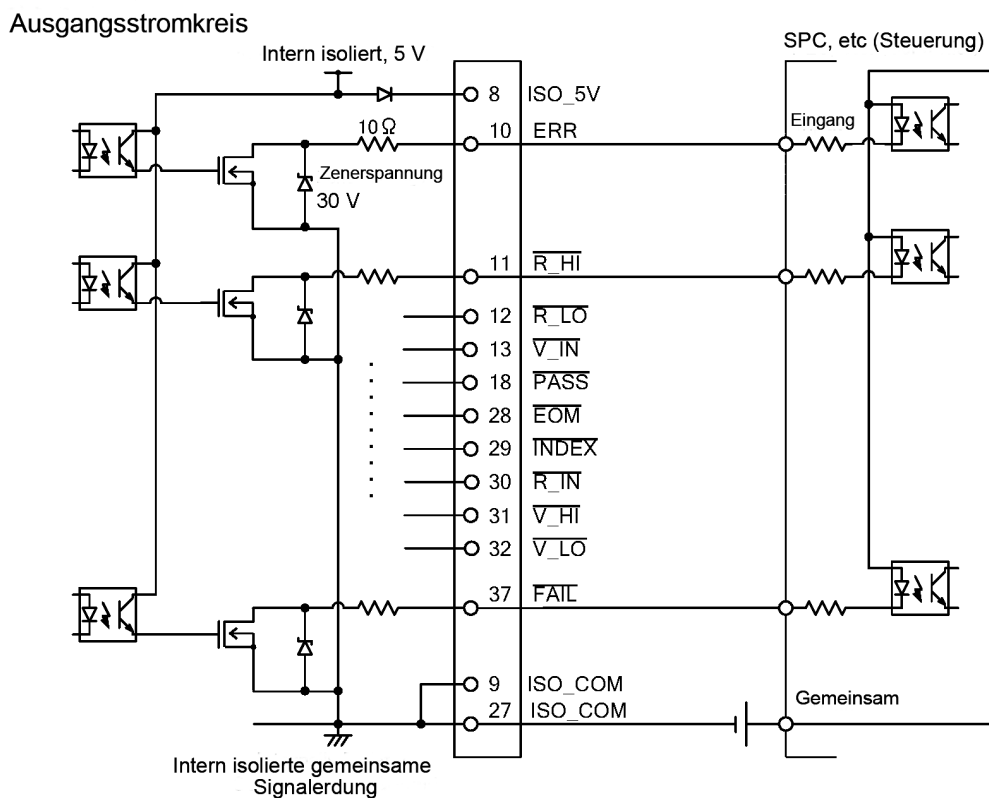 Ausgangsstromkreis
Intern isoliert, 5 V
SPC, etc (Steuerung)
8 ISO_5V
10 Ω
10 ERR
Eingang
Zenerspannung
30 V
11 R_HI
12 R_LO
13 V_IN
18 PASS
28 EOM
29 INDEX
30 R_IN
31 V_HI
32 V_LO
37 FAIL
9 ISO_COM
27 ISO_COM
Gemeinsam
Intern isolierte gemeinsame
Signalerdung